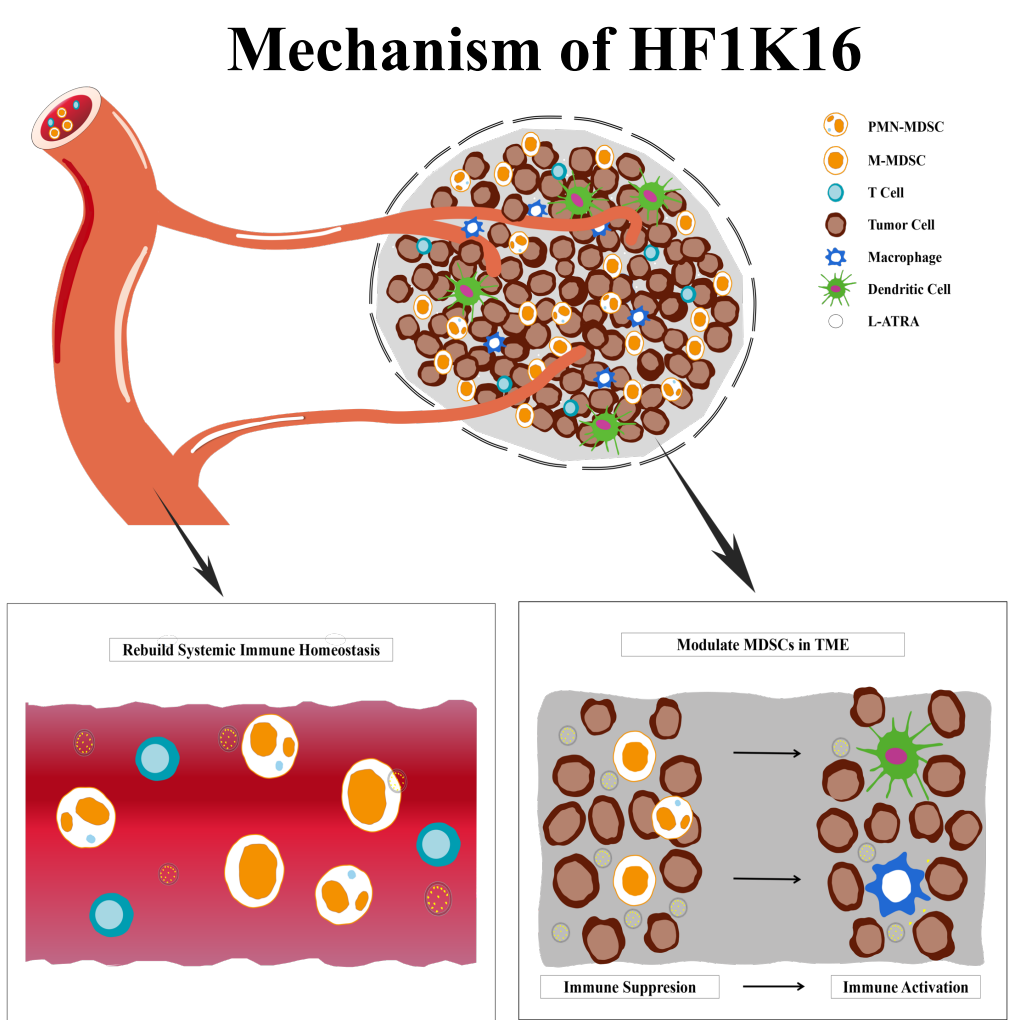 Mechanism of HF1K16
PMN-MDSC
M-MDSC
T Cell
Tumor Cell
Macrophage
Dendritic Cell
L-ATRA
Rebuild Systemic Immune Homeostasis
Modulate MDSCs in TME
Immune Suppresion
Immune Activation